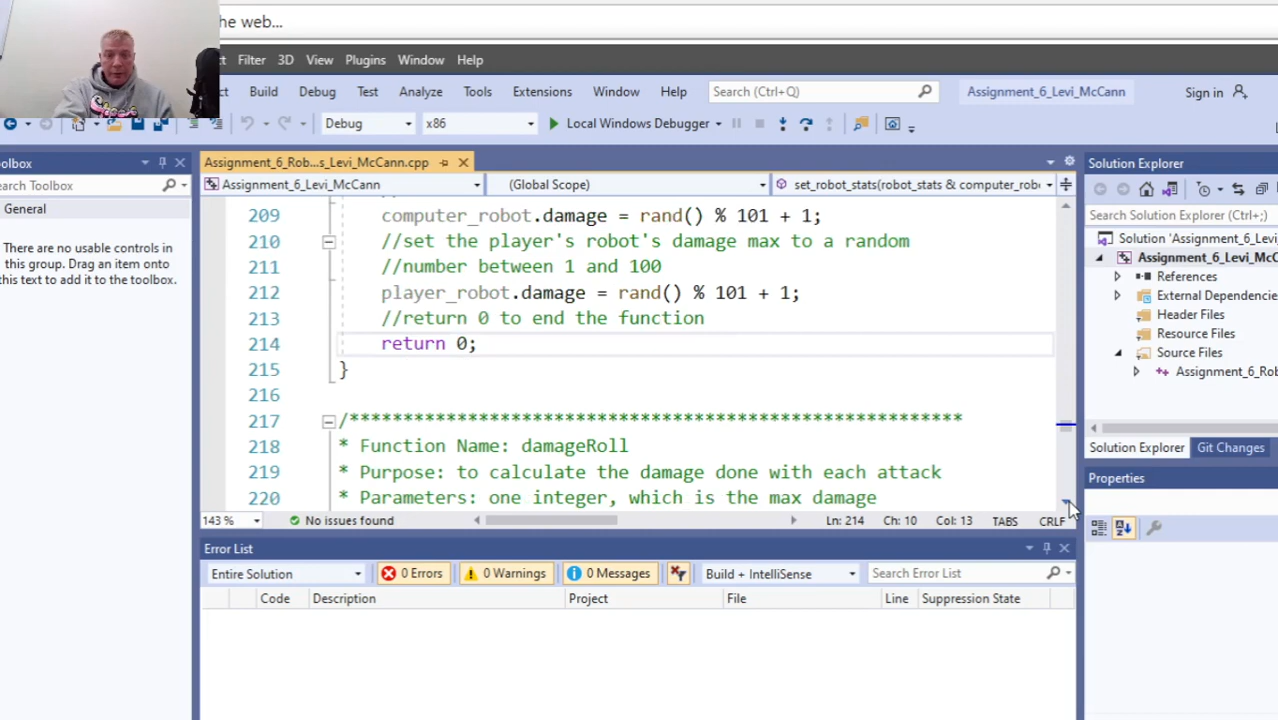 he web...
ct Filter 3D View Plugins Window Help
ct Build Debug Test Analyze Tools Extensions Window Help Search (Ctrl+Q) Assignment_6_Levi_McCann Sign in
Debug x86 Local Windows Debugger
oolbox
earch Toolbox
General
There are no usable controls in
this group. Drag an item onto
this text to add it to the toolbox.
Assignment_6_Rob...s_Levi_McCann.cpp
Assignment_6_Levi_McCann (Global Scope) set_robot_stats(robot_stats & computer_rob
209 computer_robot.damage = rand() % 101 + 1;
210 //set the player's robot's damage max to a random
211 //number between 1 and 100
212 player_robot.damage = rand() % 101 + 1;
213 //return 0 to end the function
214 return 0;
215 }
216
217 /*********************************************************
218 * Function Name: damageRoll
219 * Purpose: to calculate the damage done with each attack
220 * Parameters: one integer, which is the max damage
143 % No issues found Ln: 214 Ch: 10 Col: 13 TABS CRLF
Error List
Entire Solution 0 Errors 0 Warnings 0 Messages Build + IntelliSense Search Error List
Code Description Project File Line Suppression State
Solution Explorer
Search Solution Explorer (Ctrl+;)
Solution 'Assignment_6_Levi
Assignment_6_Levi_McC
References
External Dependencie
Header Files
Resource Files
Source Files
Assignment_6_Rob
Solution Explorer Git Changes
Properties